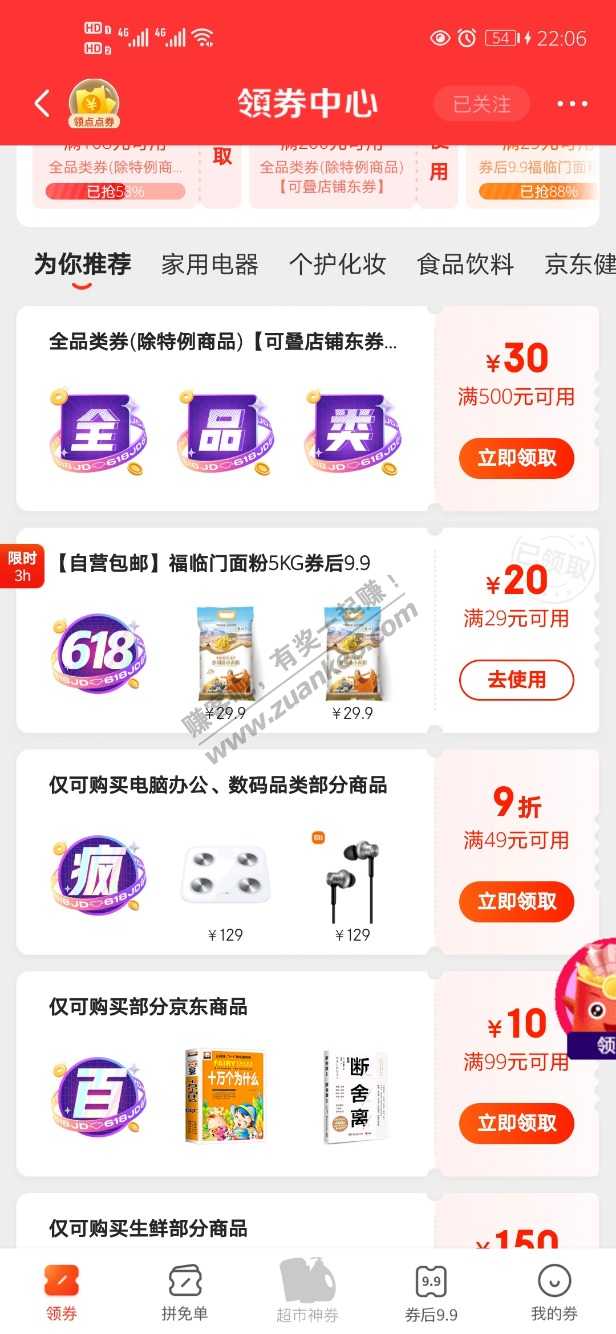 HD 1 4G 4G
HD 2
54 22:06
领点点券
领券中心
已关注
取
用
全品类券(除特例商...
已抢53%
全品类券(除特例商品)
【可叠店铺东券】
券后9.9福临门面
已抢88%
为你推荐 家用电器 个护化妆 食品饮料 京东健
全品类券(除特例商品)【可叠店铺东券...
全 品 类
618JD 618JD 618JD
¥30
满500元可用
立即领取
限时
3h
【自营包邮】福临门面粉5KG券后9.9
618
¥29.9
¥29.9
已领取
¥20
满29元可用
去使用
赚客吧，有奖一起赚！
www.zuanke8.com
仅可购买电脑办公、数码品类部分商品
疯
¥129
¥129
9折
满49元可用
立即领取
仅可购买部分京东商品
百
十万个为什么
断舍离
¥10
满99元可用
立即领取
领
仅可购买生鲜部分商品
¥150
领券
拼免单
超市神券
9.9
券后9.9
我的券